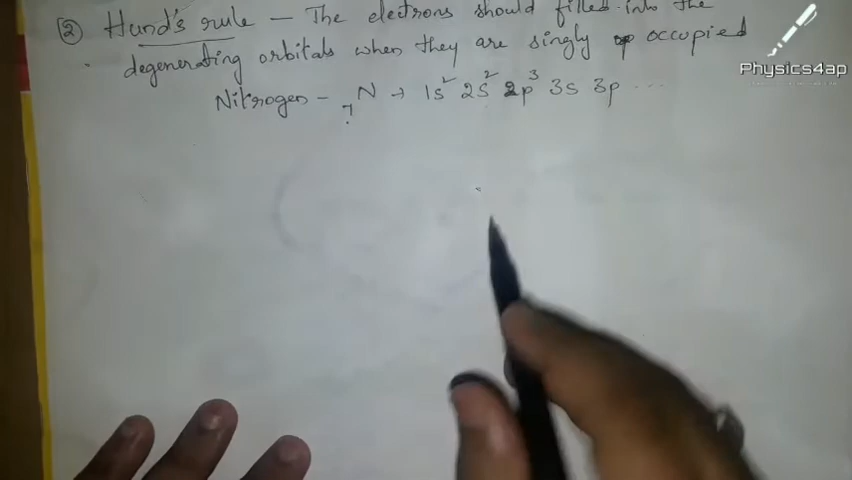 ② Hund's rule – The electrons should filled into the
degenerating orbitals when they are singly occupied
Nitrogen – ₇N → 1s² 2s² 2p³ 3s 3p ...
Physics4ap